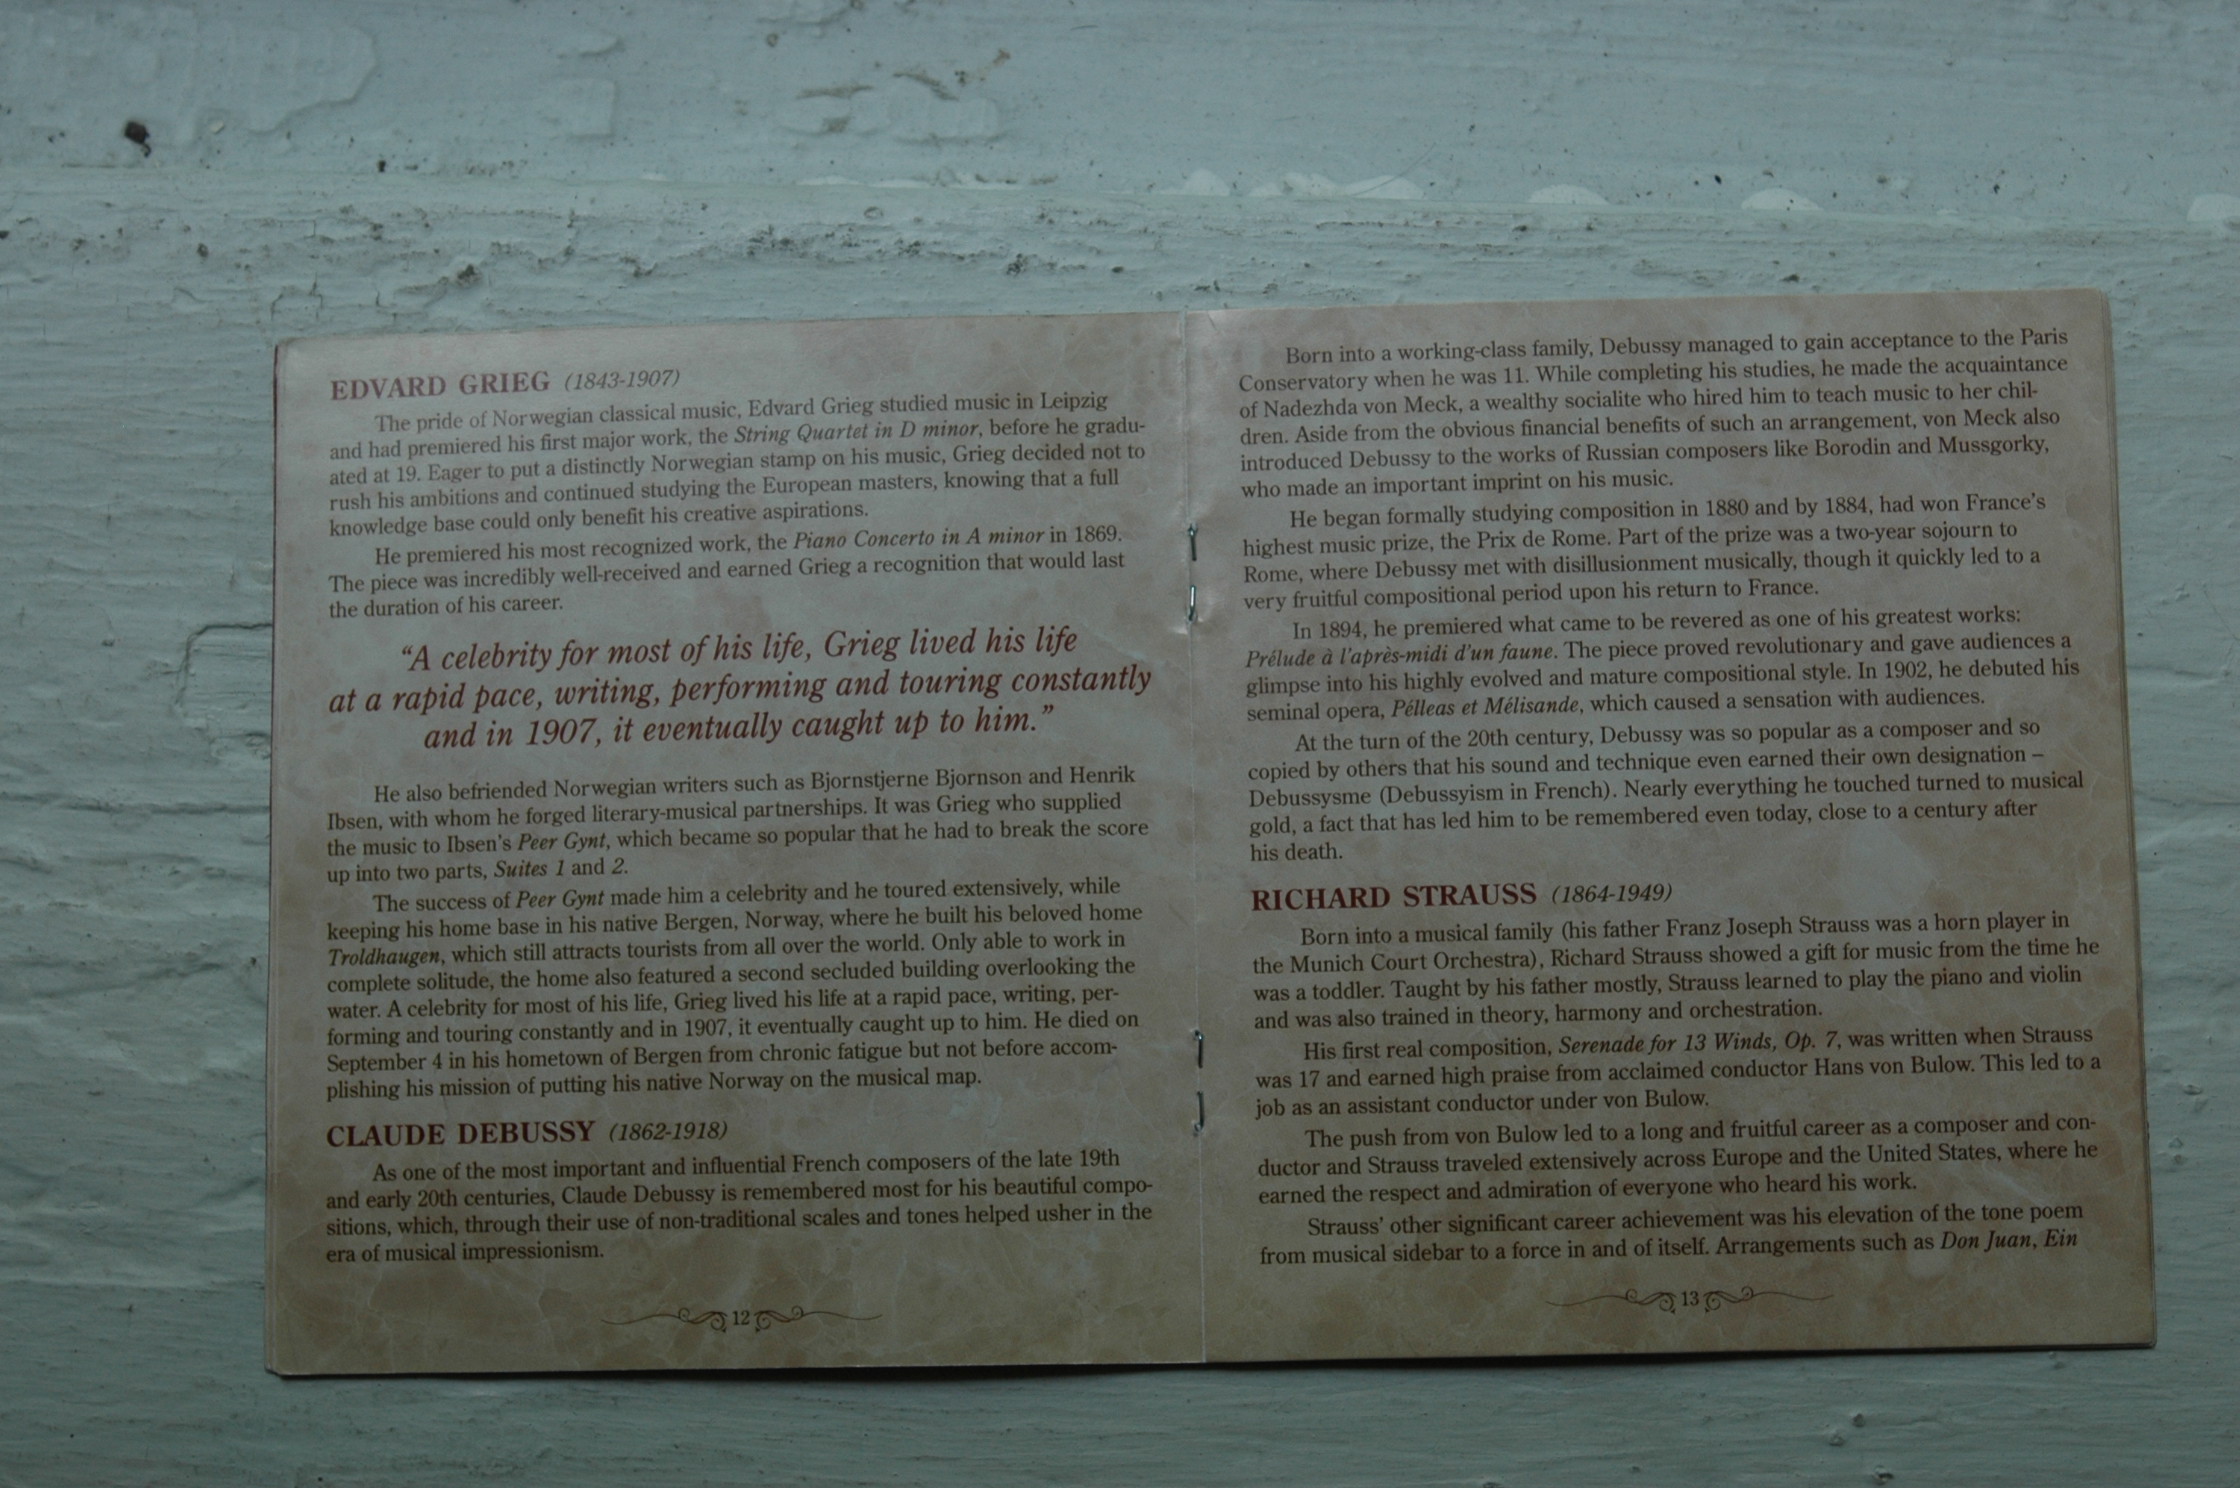 EDVARD GRIEG (1843-1907)
The pride of Norwegian classical music, Edvard Grieg studied music in Leipzig
and had premiered his first major work, the String Quartet in D minor, before he gradu-
ated at 19. Eager to put a distinctly Norwegian stamp on his music, Grieg decided not to
rush his ambitions and continued studying the European masters, knowing that a full
knowledge base could only benefit his creative aspirations.
He premiered his most recognized work, the Piano Concerto in A minor in 1869.
The piece was incredibly well-received and earned Grieg a recognition that would last
the duration of his career.
“A celebrity for most of his life, Grieg lived his life
at a rapid pace, writing, performing and touring constantly
and in 1907, it eventually caught up to him.”
He also befriended Norwegian writers such as Bjornstjerne Bjornson and Henrik
Ibsen, with whom he forged literary-musical partnerships. It was Grieg who supplied
the music to Ibsen's Peer Gynt, which became so popular that he had to break the score
up into two parts, Suites 1 and 2.
The success of Peer Gynt made him a celebrity and he toured extensively, while
keeping his home base in his native Bergen, Norway, where he built his beloved home
Troldhaugen, which still attracts tourists from all over the world. Only able to work in
complete solitude, the home also featured a second secluded building overlooking the
water. A celebrity for most of his life, Grieg lived his life at a rapid pace, writing, per-
forming and touring constantly and in 1907, it eventually caught up to him. He died on
September 4 in his hometown of Bergen from chronic fatigue but not before accom-
plishing his mission of putting his native Norway on the musical map.
CLAUDE DEBUSSY (1862-1918)
As one of the most important and influential French composers of the late 19th
and early 20th centuries, Claude Debussy is remembered most for his beautiful compo-
sitions, which, through their use of non-traditional scales and tones helped usher in the
era of musical impressionism.
12
Born into a working-class family, Debussy managed to gain acceptance to the Paris
Conservatory when he was 11. While completing his studies, he made the acquaintance
of Nadezhda von Meck, a wealthy socialite who hired him to teach music to her chil-
dren. Aside from the obvious financial benefits of such an arrangement, von Meck also
introduced Debussy to the works of Russian composers like Borodin and Mussgorky,
who made an important imprint on his music.
He began formally studying composition in 1880 and by 1884, had won France's
highest music prize, the Prix de Rome. Part of the prize was a two-year sojourn to
Rome, where Debussy met with disillusionment musically, though it quickly led to a
very fruitful compositional period upon his return to France.
In 1894, he premiered what came to be revered as one of his greatest works:
Prélude à l'après-midi d'un faune. The piece proved revolutionary and gave audiences a
glimpse into his highly evolved and mature compositional style. In 1902, he debuted his
seminal opera, Pélleas et Mélisande, which caused a sensation with audiences.
At the turn of the 20th century, Debussy was so popular as a composer and so
copied by others that his sound and technique even earned their own designation –
Debussysme (Debussyism in French). Nearly everything he touched turned to musical
gold, a fact that has led him to be remembered even today, close to a century after
his death.
RICHARD STRAUSS (1864-1949)
Born into a musical family (his father Franz Joseph Strauss was a horn player in
the Munich Court Orchestra), Richard Strauss showed a gift for music from the time he
was a toddler. Taught by his father mostly, Strauss learned to play the piano and violin
and was also trained in theory, harmony and orchestration.
His first real composition, Serenade for 13 Winds, Op. 7, was written when Strauss
was 17 and earned high praise from acclaimed conductor Hans von Bulow. This led to a
job as an assistant conductor under von Bulow.
The push from von Bulow led to a long and fruitful career as a composer and con-
ductor and Strauss traveled extensively across Europe and the United States, where he
earned the respect and admiration of everyone who heard his work.
Strauss' other significant career achievement was his elevation of the tone poem
from musical sidebar to a force in and of itself. Arrangements such as Don Juan, Ein
13